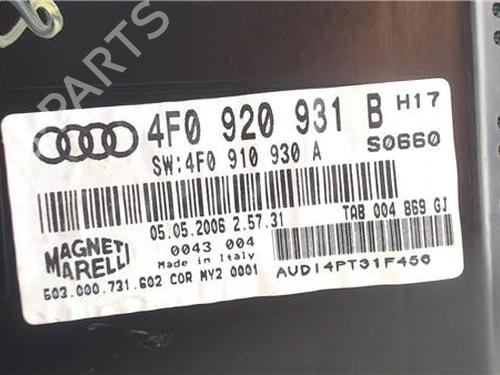 4F0 920 931 B H17
SW:4F0 910 930 A S0660
05.05.2006 2.57.31 TAB 004 869 GJ
0043 004
MAGNETI MARELLI Made in Italy
503.000.731.602 COR MY2 0001 AUDI4PT31F456
PARTS